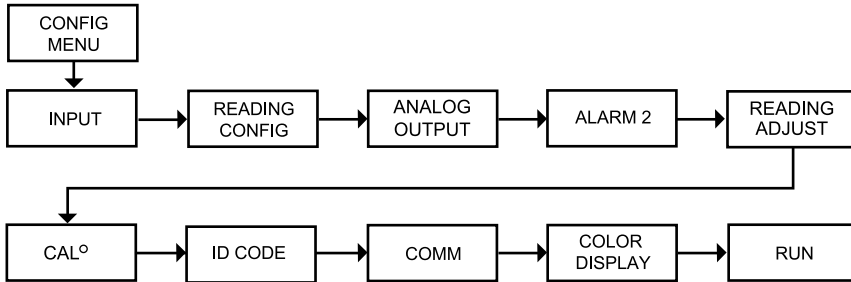 CONFIG
MENU
INPUT
READING
CONFIG
ANALOG
OUTPUT
ALARM 2
READING
ADJUST
CALO
ID CODE
COMM
COLOR
DISPLAY
RUN